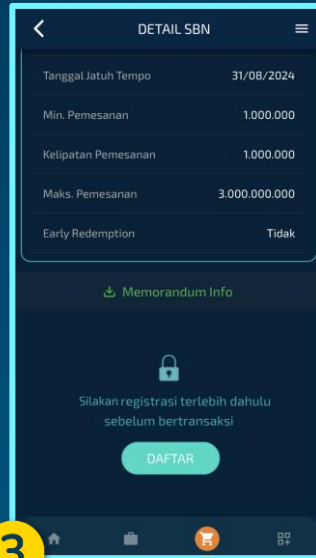 DETAIL SBN
Tanggal Jatuh Tempo 31/08/2024
Min. Pemesanan 1.000.000
Kelipatan Pemesanan 1.000.000
Maks. Pemesanan 3.000.000.000
Early Redemption Tidak
Memorandum Info
Silakan registrasi terlebih dahulu
sebelum bertransaksi
DAFTAR
3